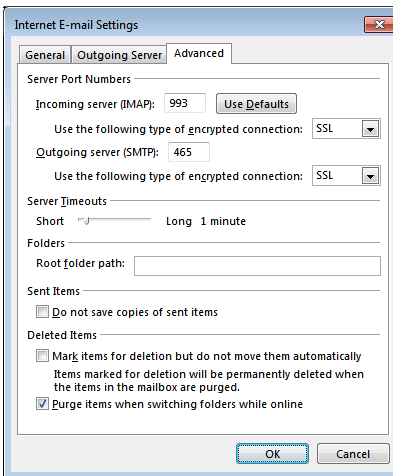 Internet E-mail Settings
General Outgoing Server Advanced
Server Port Numbers
Incoming server (IMAP): 993 Use Defaults
Use the following type of encrypted connection: SSL
Outgoing server (SMTP): 465
Use the following type of encrypted connection: SSL
Server Timeouts
Short Long 1 minute
Folders
Root folder path:
Sent Items
Do not save copies of sent items
Deleted Items
Mark items for deletion but do not move them automatically
Items marked for deletion will be permanently deleted when
the items in the mailbox are purged.
Purge items when switching folders while online
OK Cancel